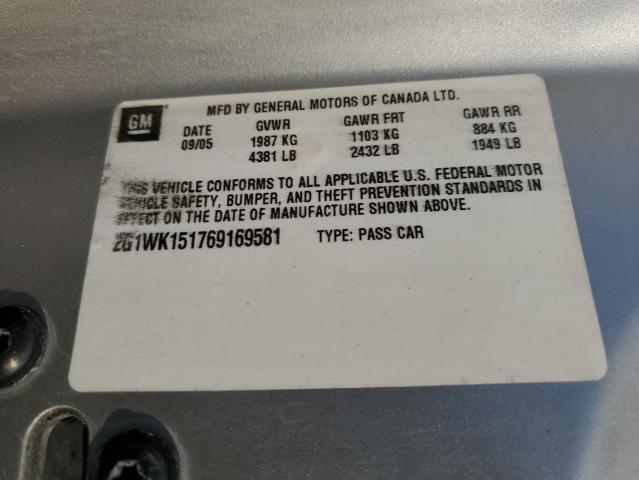 GM
MFD BY GENERAL MOTORS OF CANADA LTD.
DATE GVWR GAWR FRT GAWR RR
09/05 1987 KG 1103 KG 884 KG
4381 LB 2432 LB 1949 LB
THIS VEHICLE CONFORMS TO ALL APPLICABLE U.S. FEDERAL MOTOR
VEHICLE SAFETY, BUMPER, AND THEFT PREVENTION STANDARDS IN
EFFECT ON THE DATE OF MANUFACTURE SHOWN ABOVE.
2G1WK151769169581 TYPE: PASS CAR